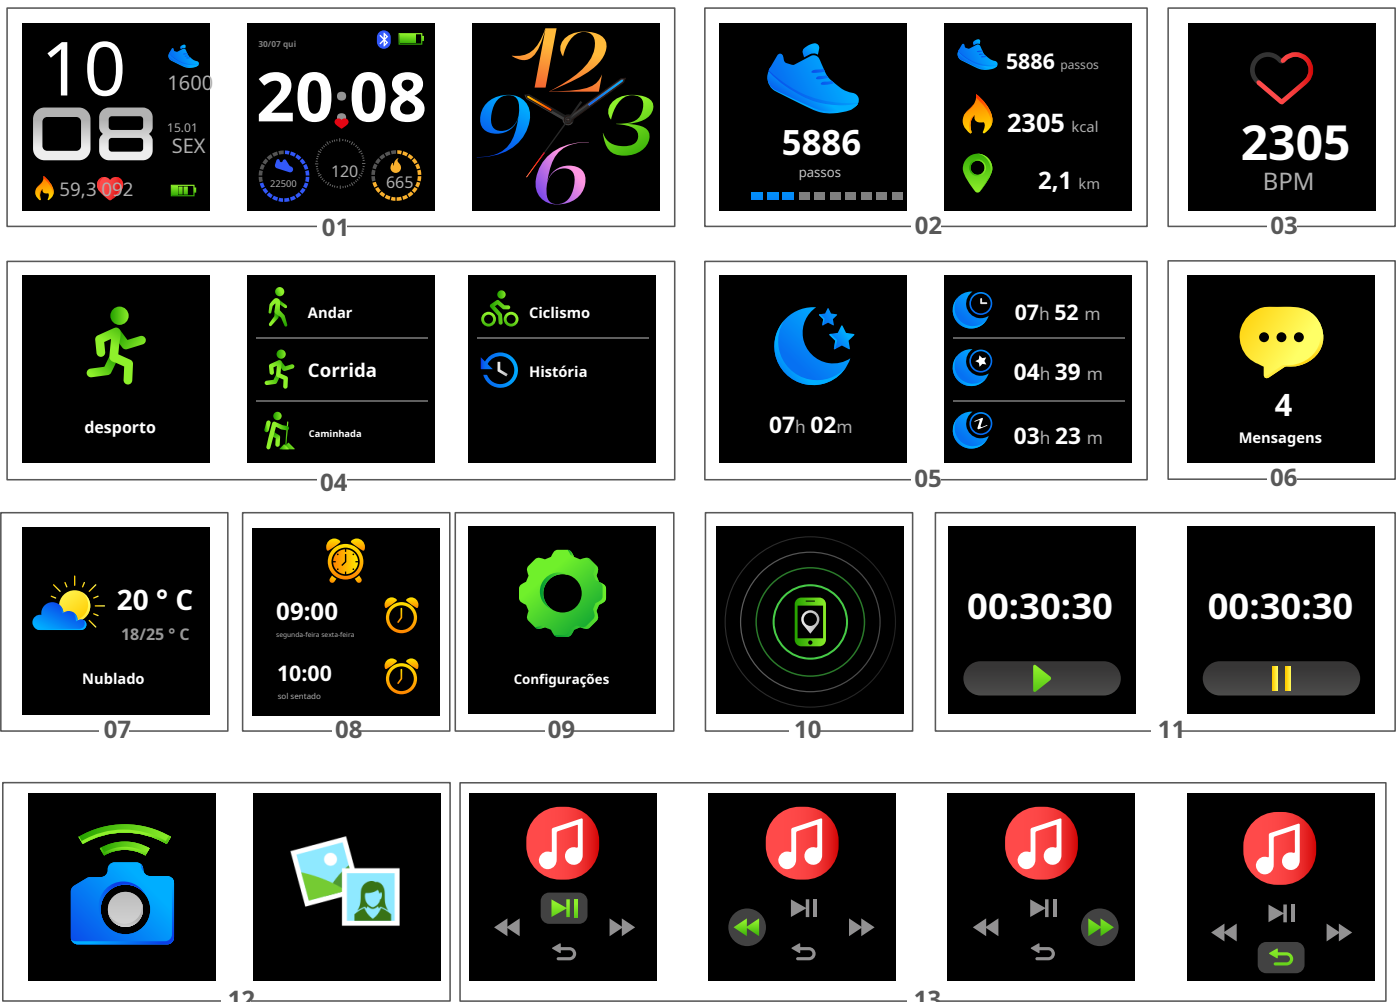 10
1600
08
15.01
SEX
59,3
092
30/07 qui
20:08
22500
120
665
12
9
3
6
01
5886
passos
5886 passos
2305 kcal
2,1 km
02
2305
BPM
03
desporto
Andar
Corrida
Caminhada
Ciclismo
História
04
07h 02m
07h 52 m
04h 39 m
03h 23 m
05
4
Mensagens
06
20 ° C
18/25 ° C
Nublado
07
09:00
segunda-feira sexta-feira
10:00
sol sentado
08
Configurações
09
10
00:30:30
00:30:30
11
12
13